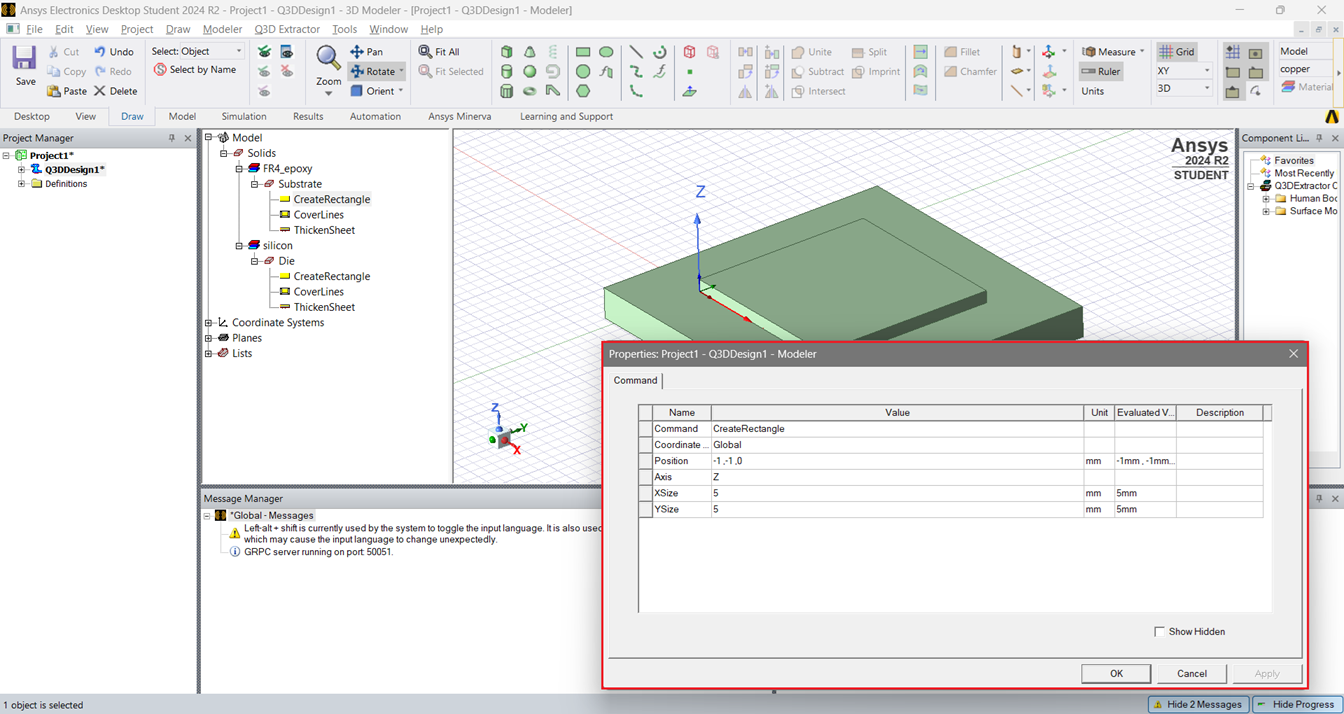 Ansys Electronics Desktop Student 2024 R2 - Project1 - Q3DDesign1 - 3D Modeler - [Project1 - Q3DDesign1 - Modeler]
File Edit View Project Draw Modeler Q3D Extractor Tools Window Help
Save
Cut Undo
Copy Redo
Paste Delete
Select: Object
Select by Name
Zoom
Pan
Rotate
Orient
Fit All
Fit Selected
Unite Split
Subtract Imprint
Intersect
Fillet
Chamfer
Measure
Ruler
Units
Grid
XY
3D
Model
copper
Material
Desktop View Draw Model Simulation Results Automation Ansys Minerva Learning and Support
Project Manager
Project1*
Q3DDesign1*
Definitions
Model
Solids
FR4_epoxy
Substrate
CreateRectangle
CoverLines
ThickenSheet
silicon
Die
CreateRectangle
CoverLines
ThickenSheet
Coordinate Systems
Planes
Lists
Z
Z
Y
X
Ansys
2024 R2
STUDENT
Component Li...
Favorites
Most Recently
Q3DExtractor C
Human Bod
Surface Mo
Message Manager
*Global - Messages
Left-alt + shift is currently used by the system to toggle the input language. It is also used
which may cause the input language to change unexpectedly.
GRPC server running on port: 50051.
Properties: Project1 - Q3DDesign1 - Modeler
Command
Name Value Unit Evaluated V... Description
Command CreateRectangle
Coordinate ... Global
Position -1 ,-1 ,0 mm -1mm , -1mm...
Axis Z
XSize 5 mm 5mm
YSize 5 mm 5mm
Show Hidden
OK Cancel Apply
1 object is selected
Hide 2 Messages Hide Progress